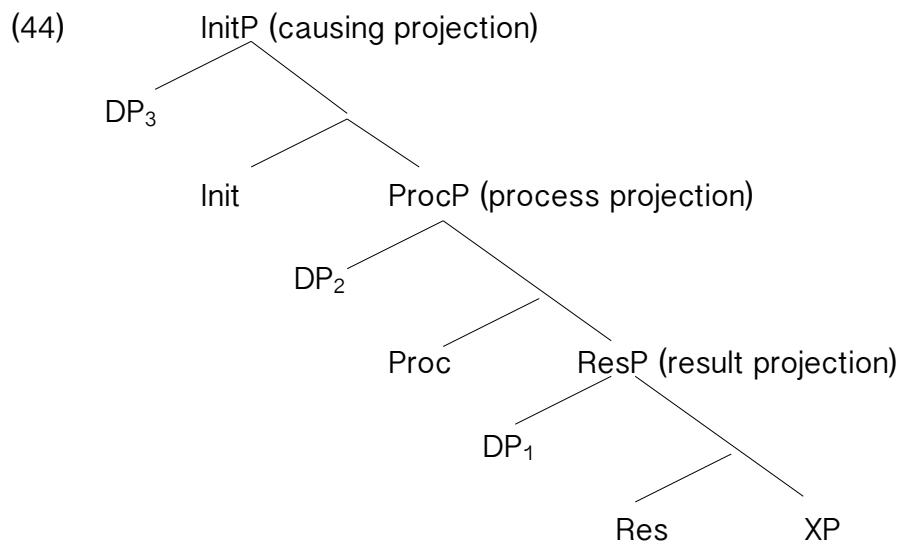 (44) InitP (causing projection)
DP₃
Init ProcP (process projection)
DP₂
Proc ResP (result projection)
DP₁
Res XP